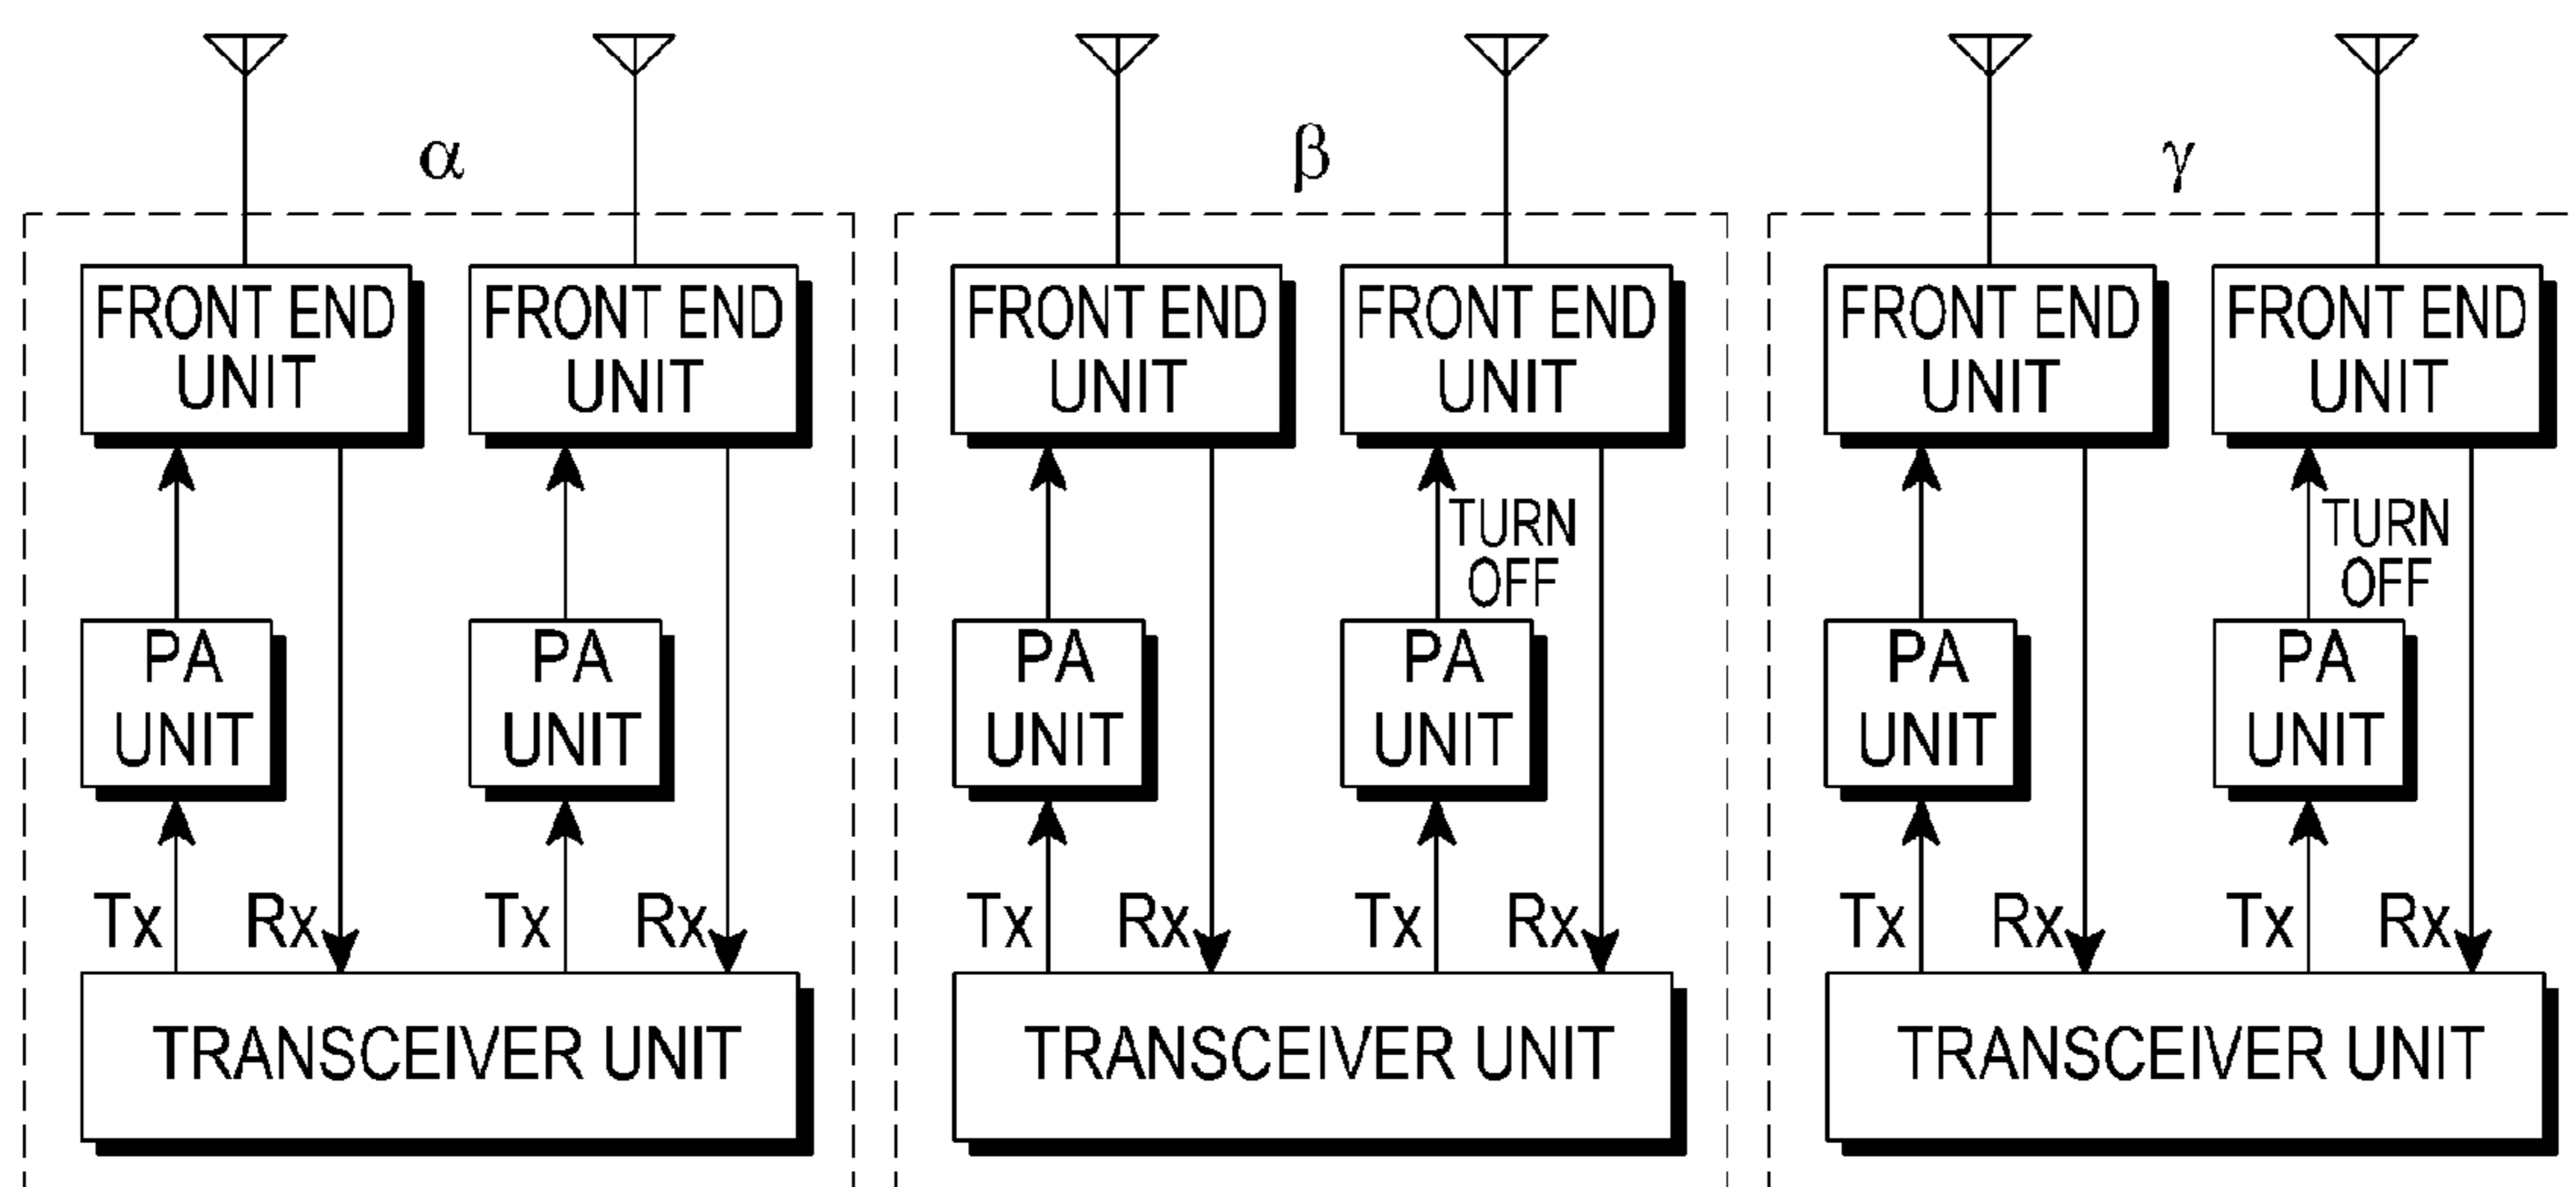 α β γ
FRONT END FRONT END FRONT END FRONT END FRONT END FRONT END
UNIT UNIT UNIT UNIT UNIT UNIT
TURN TURN
OFF OFF
PA PA PA PA PA PA
UNIT UNIT UNIT UNIT UNIT UNIT
Tx Rx Tx Rx Tx Rx Tx Rx Tx Rx Tx Rx
TRANSCEIVER UNIT TRANSCEIVER UNIT TRANSCEIVER UNIT